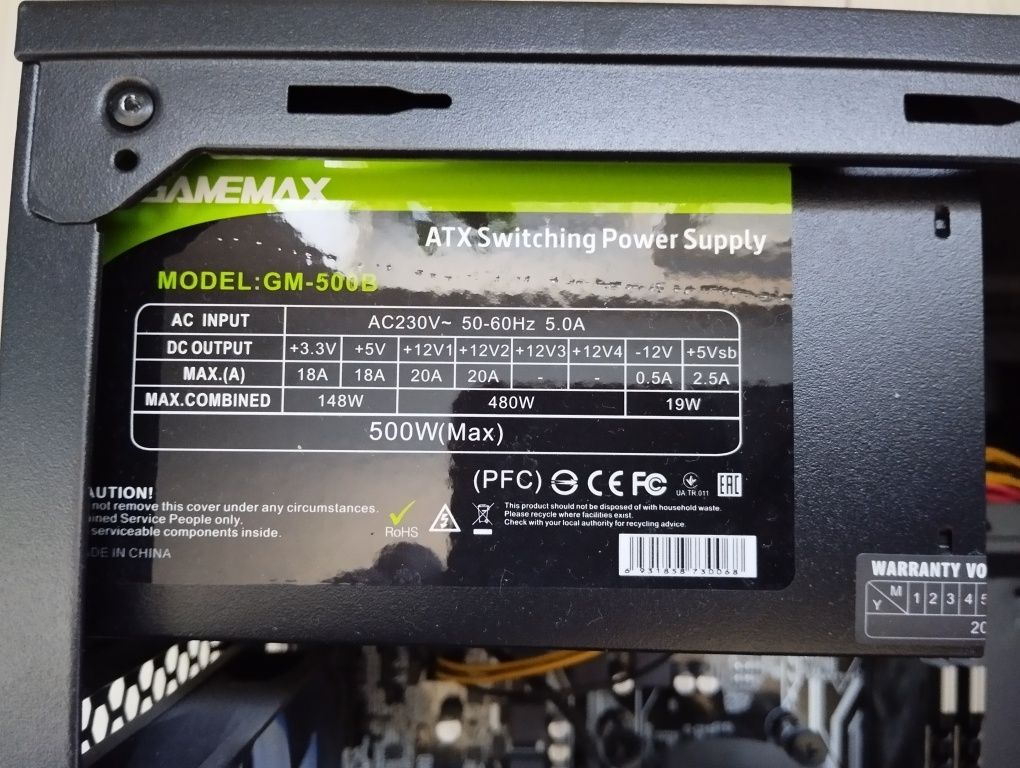 GAMEMAX
ATX Switching Power Supply
MODEL:GM-500B
AC INPUT AC230V~ 50-60Hz 5.0A
DC OUTPUT +3.3V +5V +12V1 +12V2 +12V3 +12V4 -12V +5Vsb
MAX.(A) 18A 18A 20A 20A - - 0.5A 2.5A
MAX.COMBINED 148W 480W 19W
500W(Max)
(PFC) CE FC UA TR 011 EAC
AUTION!
not remove this cover under any circumstances.
ined Service People only.
serviceable components inside.
ADE IN CHINA
RoHS
This product should not be disposed of with household waste.
Please recycle where facilities exist.
Check with your local authority for recycling advice.
6 931858 730068
WARRANTY VO
M 1 2 3 4 5
Y
20